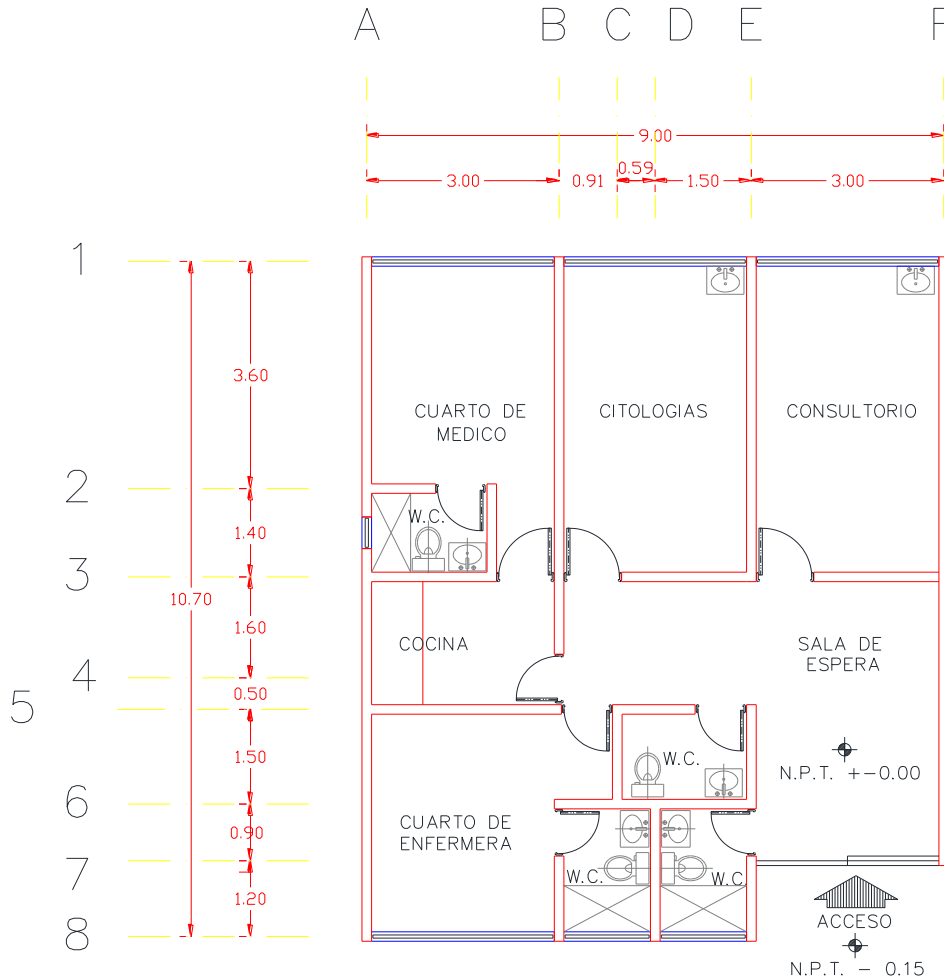 A B C D E F
9.00
3.00 0.91 0.59 1.50 3.00
1
3.60
CUARTO DE
MEDICO
CITOLOGIAS
CONSULTORIO
2
1.40
W.C.
3
10.70
1.60
COCINA
SALA DE
ESPERA
4
0.50
5
1.50
W.C.
N.P.T. +-0.00
6
0.90
CUARTO DE
ENFERMERA
7
W.C.
W.C.
1.20
ACCESO
8
N.P.T. - 0.15